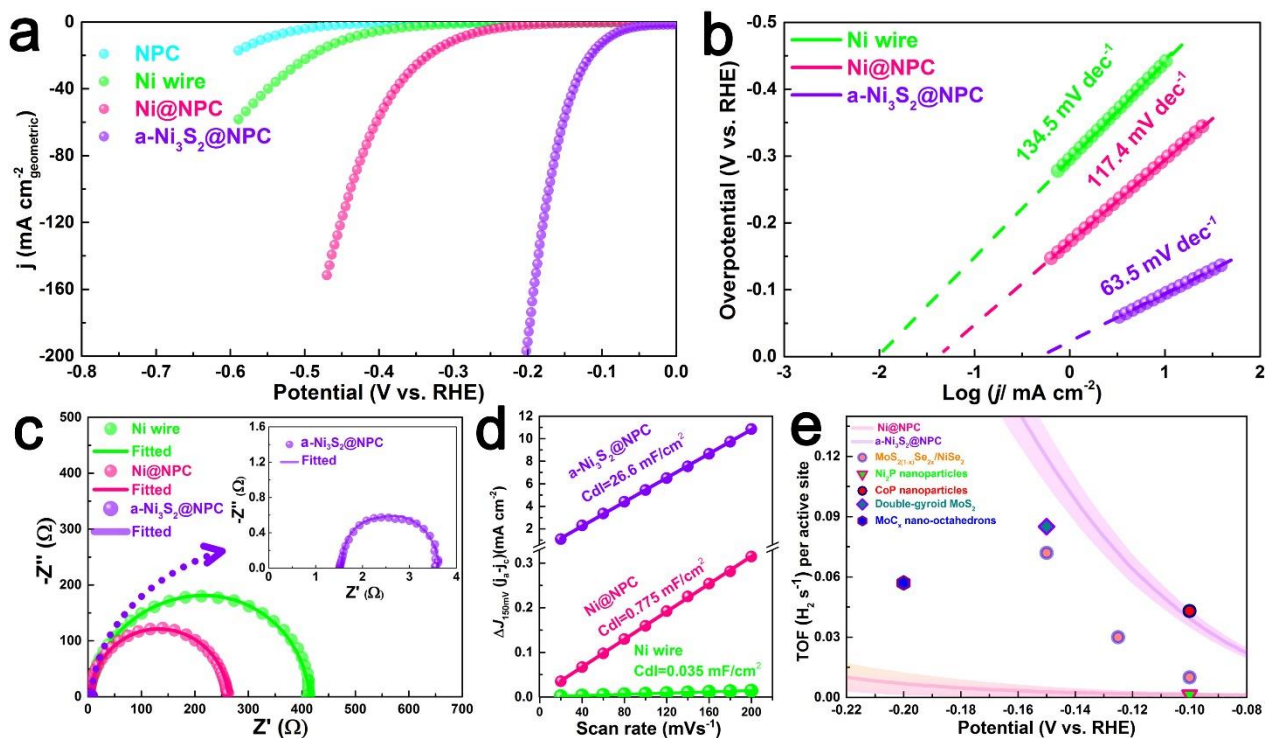 a
NPC
Ni wire
Ni@NPC
a-Ni₃S₂@NPC
0
-40
-80
-120
-160
-200
-0.8 -0.7 -0.6 -0.5 -0.4 -0.3 -0.2 -0.1 0.0
j (mA cm⁻²geometric)
Potential (V vs. RHE)
b
Ni wire
Ni@NPC
a-Ni₃S₂@NPC
134.5 mV dec⁻¹
117.4 mV dec⁻¹
63.5 mV dec⁻¹
-0.5
-0.4
-0.3
-0.2
-0.1
0.0
-3 -2 -1 0 1 2
Overpotential (V vs. RHE)
Log (j/ mA cm⁻²)
c
Ni wire
Fitted
Ni@NPC
Fitted
a-Ni₃S₂@NPC
Fitted
500
400
300
200
100
0
0 100 200 300 400 500 600 700
-Z'' (Ω)
Z' (Ω)
a-Ni₃S₂@NPC
Fitted
1.6
1.2
0.8
0.4
0.0
0 1 2 3 4
-Z'' (Ω)
Z' (Ω)
d
a-Ni₃S₂@NPC
Cdl=26.6 mF/cm²
Ni@NPC
Cdl=0.775 mF/cm²
Ni wire
Cdl=0.035 mF/cm²
12
10
8
6
4
2
0.3
0.2
0.1
0.0
0 40 80 120 160 200
ΔJ₁₅₀mV (jₐ-j꜀)(mA cm⁻²)
Scan rate (mVs⁻¹)
e
Ni@NPC
a-Ni₃S₂@NPC
MoS₂₍₁₋ₓ₎Se₂ₓ/NiSe₂
Ni₂P nanoparticles
CoP nanoparticles
Double-gyroid MoS₂
MoCₓ nano-octahedrons
0.12
0.09
0.06
0.03
0.00
-0.22 -0.20 -0.18 -0.16 -0.14 -0.12 -0.10 -0.08
TOF (H₂ s⁻¹) per active site
Potential (V vs. RHE)